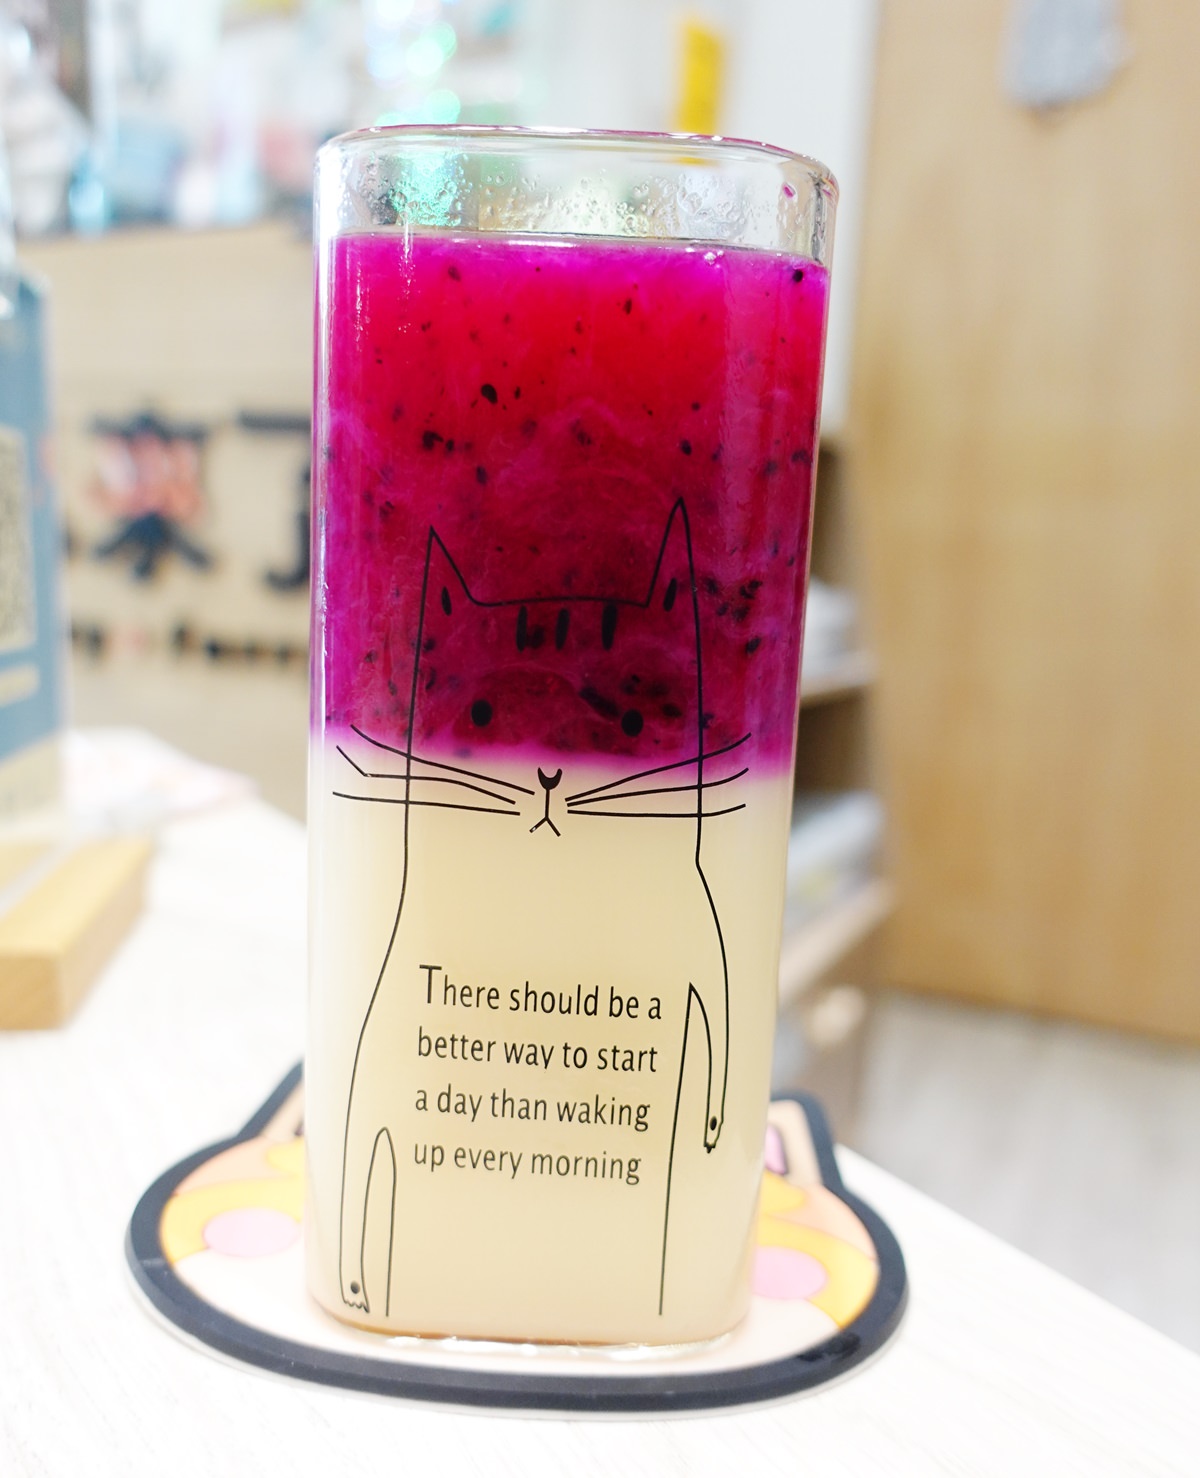 There should be a
better way to start
a day than waking
up every morning